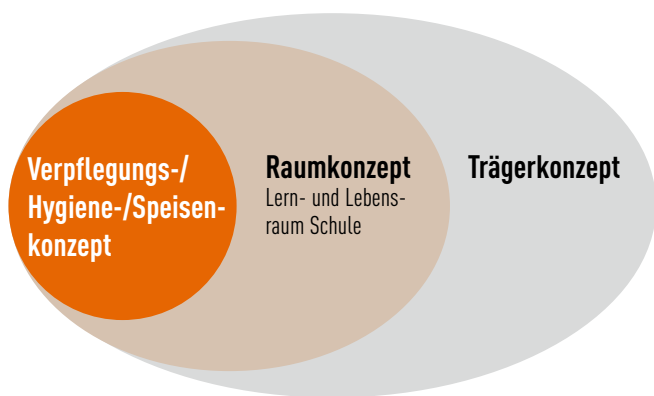 Verpflegungs-/
Hygiene-/Speisen-
konzept
Raumkonzept
Lern- und Lebens-
raum Schule
Trägerkonzept